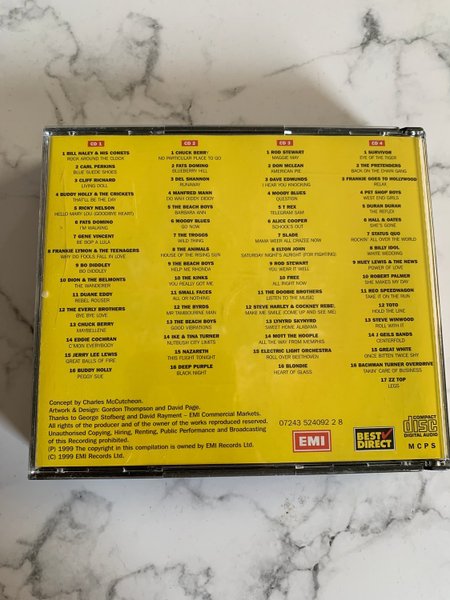 CD 1
1 BILL HALEY & HIS COMETS
ROCK AROUND THE CLOCK
2 CARL PERKINS
BLUE SUEDE SHOES
3 CLIFF RICHARD
LIVING DOLL
4 BUDDY HOLLY & THE CRICKETS
THAT'LL BE THE DAY
5 RICKY NELSON
HELLO MARY LOU (GOODBYE HEART)
6 FATS DOMINO
I'M WALKING
7 GENE VINCENT
BE BOP A LULA
8 FRANKIE LYMON & THE TEENAGERS
WHY DO FOOLS FALL IN LOVE
9 BO DIDDLEY
BO DIDDLEY
10 DION & THE BELMONTS
THE WANDERER
11 DUANE EDDY
REBEL ROUSER
12 THE EVERLY BROTHERS
BYE BYE LOVE
13 CHUCK BERRY
MAYBELLENE
14 EDDIE COCHRAN
C'MON EVERYBODY
15 JERRY LEE LEWIS
GREAT BALLS OF FIRE
16 BUDDY HOLLY
PEGGY SUE
CD 2
1 CHUCK BERRY
NO PARTICULAR PLACE TO GO
2 FATS DOMINO
BLUEBERRY HILL
3 DEL SHANNON
RUNAWAY
4 MANFRED MANN
DO WAH DIDDY DIDDY
5 THE BEACH BOYS
BARBARA ANN
6 MOODY BLUES
GO NOW
7 THE TROGGS
WILD THING
8 THE ANIMALS
HOUSE OF THE RISING SUN
9 THE BEACH BOYS
HELP ME RHONDA
10 THE KINKS
YOU REALLY GOT ME
11 SMALL FACES
ALL OR NOTHING
12 THE BYRDS
MR TAMBOURINE MAN
13 THE BEACH BOYS
GOOD VIBRATIONS
14 IKE & TINA TURNER
NUTBUSH CITY LIMITS
15 NAZARETH
THIS FLIGHT TONIGHT
16 DEEP PURPLE
BLACK NIGHT
CD 3
1 ROD STEWART
MAGGIE MAY
2 DON MCLEAN
AMERICAN PIE
3 DAVE EDMUNDS
I HEAR YOU KNOCKING
4 MOODY BLUES
QUESTION
5 T REX
TELEGRAM SAM
6 ALICE COOPER
SCHOOL'S OUT
7 SLADE
MAMA WEER ALL CRAZEE NOW
8 ELTON JOHN
SATURDAY NIGHT'S ALRIGHT (FOR FIGHTING)
9 ROD STEWART
YOU WEAR IT WELL
10 FREE
ALL RIGHT NOW
11 THE DOOBIE BROTHERS
LISTEN TO THE MUSIC
12 STEVE HARLEY & COCKNEY REBEL
MAKE ME SMILE (COME UP AND SEE ME)
13 LYNYRD SKYNYRD
SWEET HOME ALABAMA
14 MOTT THE HOOPLE
ALL THE WAY FROM MEMPHIS
15 ELECTRIC LIGHT ORCHESTRA
ROLL OVER BEETHOVEN
16 BLONDIE
HEART OF GLASS
CD 4
1 SURVIVOR
EYE OF THE TIGER
2 THE PRETENDERS
BACK ON THE CHAIN GANG
3 FRANKIE GOES TO HOLLYWOOD
RELAX
4 PET SHOP BOYS
WEST END GIRLS
5 DURAN DURAN
THE REFLEX
6 HALL & OATES
SHE'S GONE
7 STATUS QUO
ROCKIN' ALL OVER THE WORLD
8 BILLY IDOL
WHITE WEDDING
9 HUEY LEWIS & THE NEWS
POWER OF LOVE
10 ROBERT PALMER
SHE MAKES MY DAY
11 REO SPEEDWAGON
TAKE IT ON THE RUN
12 TOTO
HOLD THE LINE
13 STEVE WINWOOD
ROLL WITH IT
14 J GEILS BANDS
CENTERFOLD
15 GREAT WHITE
ONCE BITTEN TWICE SHY
16 BACHMAN TURNER OVERDRIVE
TAKIN' CARE OF BUSINESS
17 ZZ TOP
LEGS
Concept by Charles McCutcheon.
Artwork & Design: Gordon Thompson and David Page.
Thanks to George Stofberg and David Rayment – EMI Commercial Markets.
All rights of the producer and of the owner of the works reproduced reserved.
Unauthorised Copying, Hiring, Renting, Public Performance and Broadcasting
of this Recording prohibited.
(P) 1999 The copyright in this compilation is owned by EMI Records Ltd.
(C) 1999 EMI Records Ltd.
07243 524092 2 8
EMI
BEST DIRECT
COMPACT
disc
DIGITAL AUDIO
MCPS